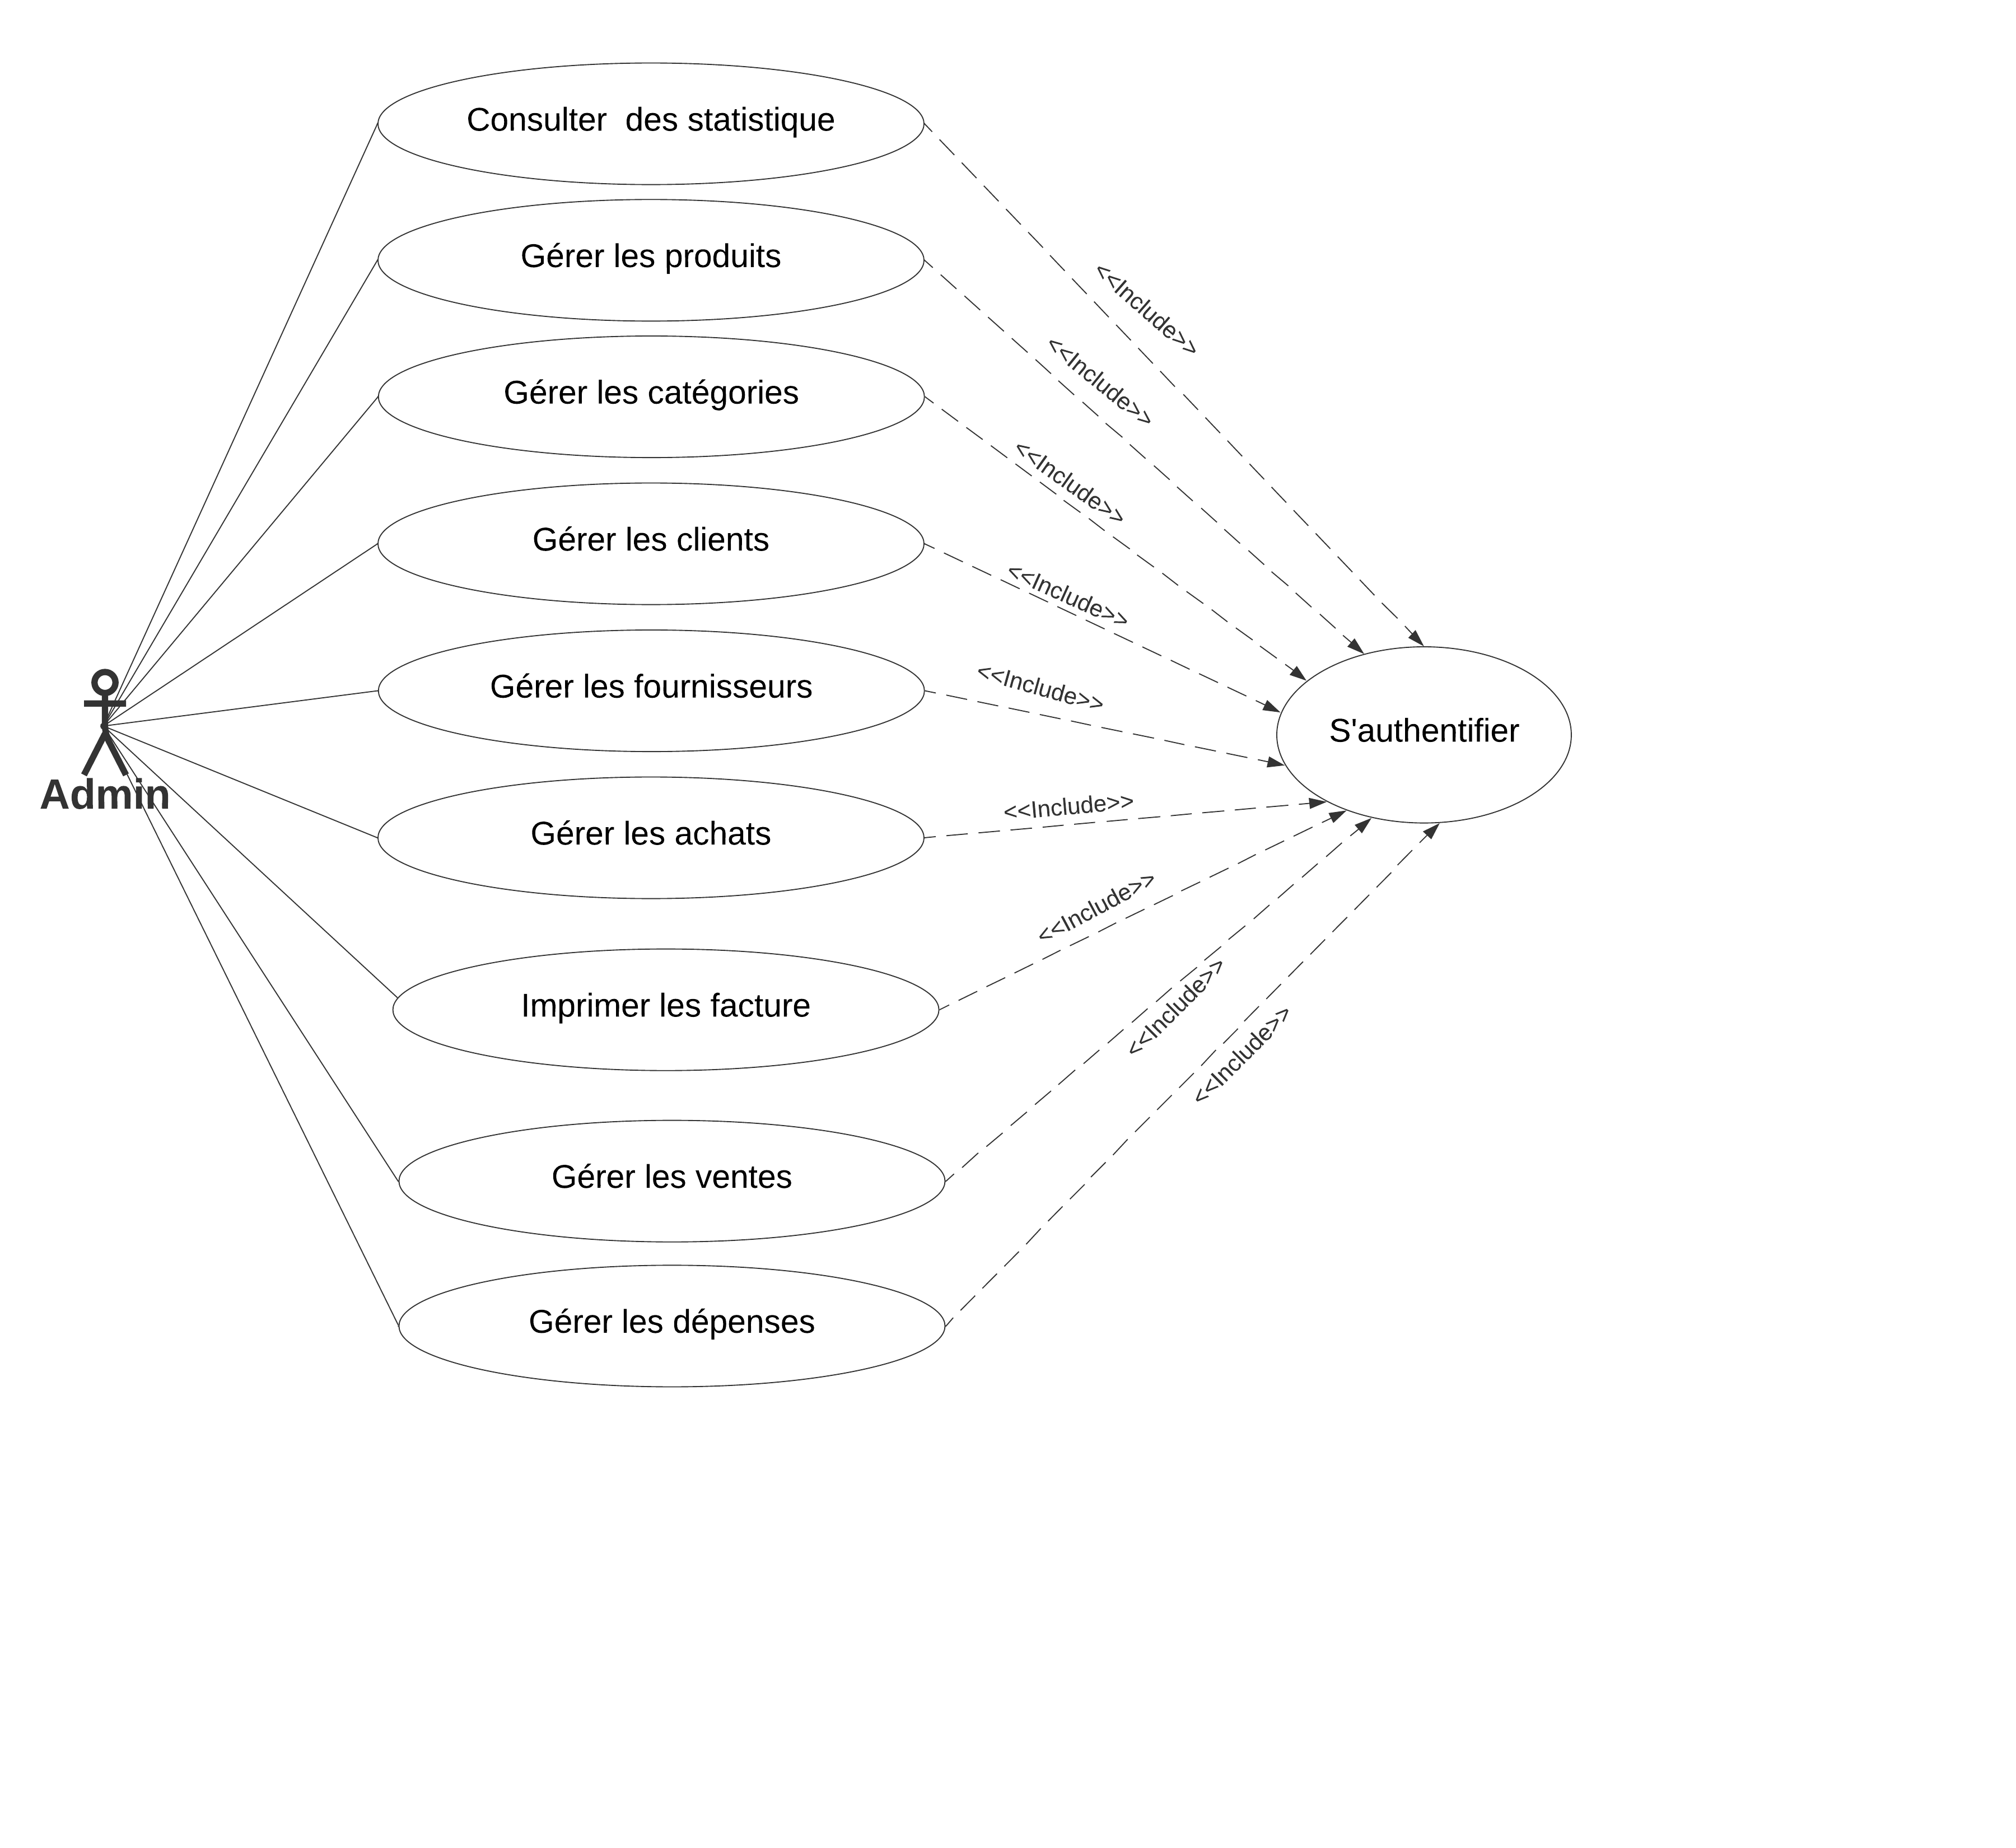 Consulter  des statistique
Gérer les produits
<<Include>>
<<Include>>
Gérer les catégories
<<Include>>
Gérer les clients
<<Include>>
Gérer les fournisseurs
<<Include>>
S'authentifier
Admin
Gérer les achats
<<Include>>
<<Include>>
Imprimer les facture
<<Include>>
<<Include>>
Gérer les ventes
Gérer les dépenses